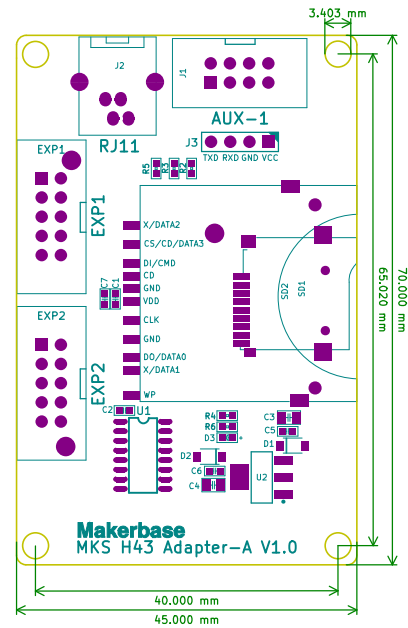 3.403 mm
J2
J1
RJ11
AUX-1
J3
TXD RXD GND VCC
EXP1
EXP1
R5
R3
R2
X/DATA2
CS/CD/DATA3
DI/CMD
CD
GND
VDD
CLK
GND
DO/DATA0
X/DATA1
WP
C7
C1
SD2
SD1
65.020 mm
70.000 mm
EXP2
EXP2
C2
U1
R4
R6
D3
C3
C5
D1
D2
C6
C4
U2
Makerbase
MKS H43 Adapter-A V1.0
40.000 mm
45.000 mm